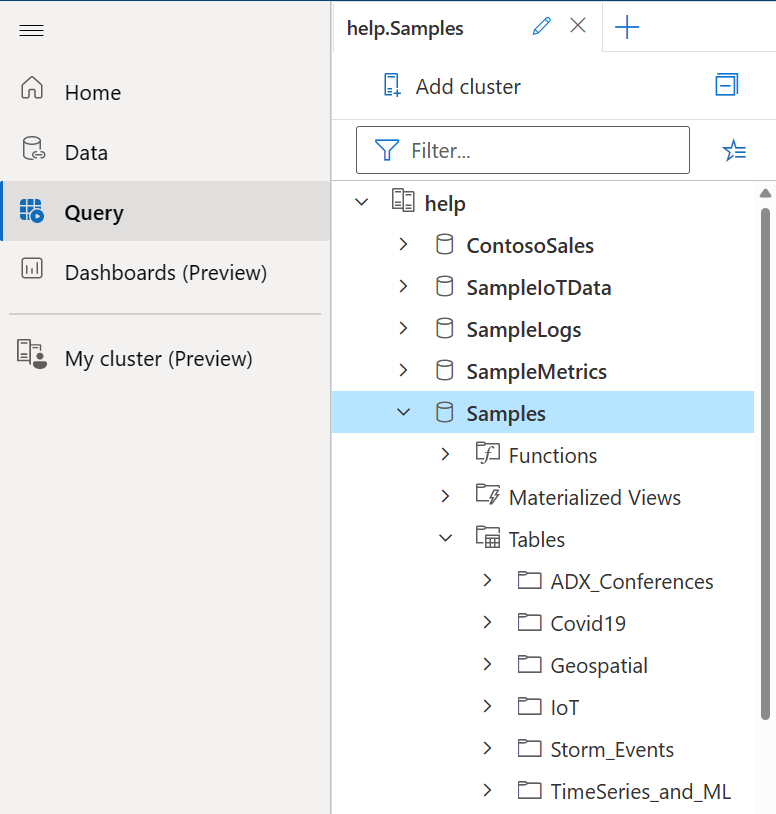 Home
Data
Query
Dashboards (Preview)
My cluster (Preview)
help.Samples
Add cluster
Filter...
help
ContosoSales
SampleIoTData
SampleLogs
SampleMetrics
Samples
Functions
Materialized Views
Tables
ADX_Conferences
Covid19
Geospatial
IoT
Storm_Events
TimeSeries_and_ML